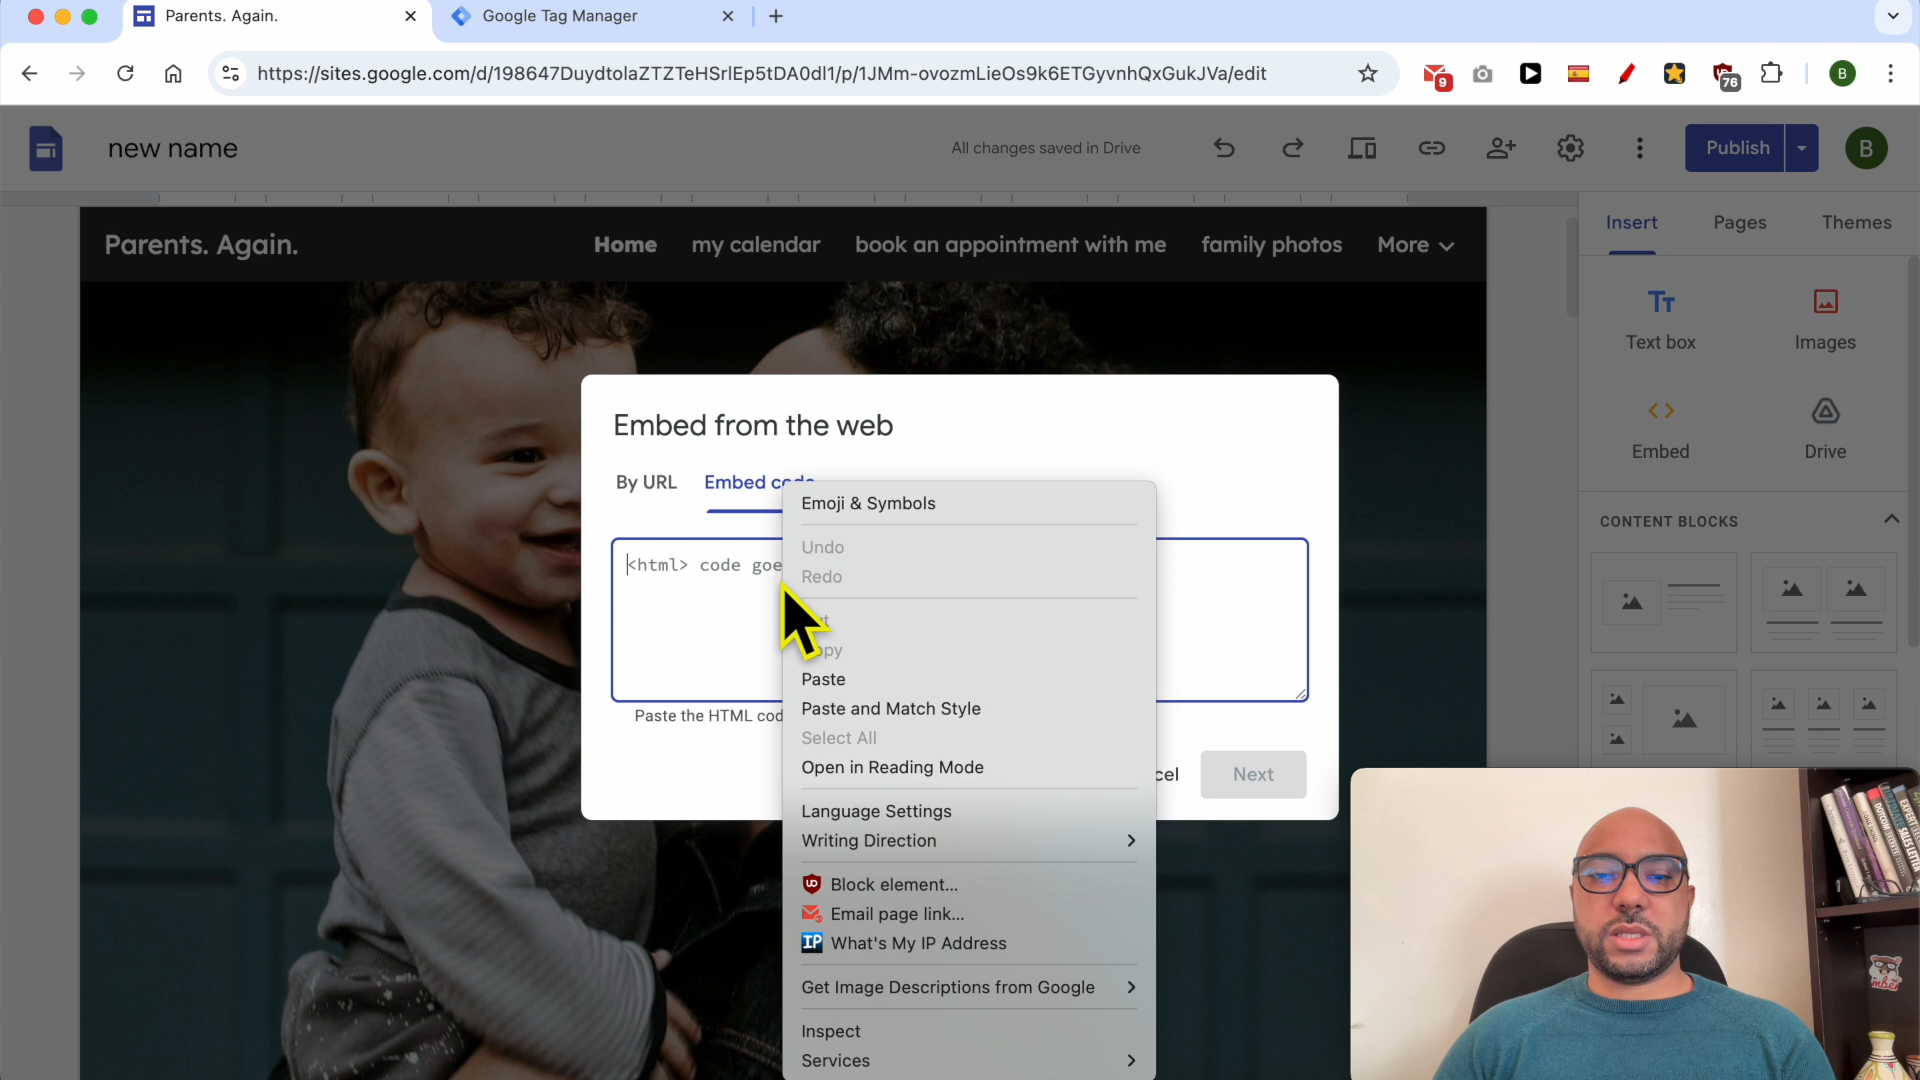 Parents. Again.
Google Tag Manager
https://sites.google.com/d/198647DuydtolaZTZTeHSrlEp5tDA0dl1/p/1JMm-ovozmLieOs9k6ETGyvnhQxGukJVa/edit
9
76
B
new name
All changes saved in Drive
Publish
B
Parents. Again.
Home
my calendar
book an appointment with me
family photos
More
Insert
Pages
Themes
Text box
Images
Embed
Drive
CONTENT BLOCKS
Embed from the web
By URL
Embed code
<html> code goe
Paste the HTML cod
cel
Next
Emoji & Symbols
Undo
Redo
Paste
Paste and Match Style
Select All
Open in Reading Mode
Language Settings
Writing Direction
Block element...
Email page link...
IP What's My IP Address
Get Image Descriptions from Google
Inspect
Services